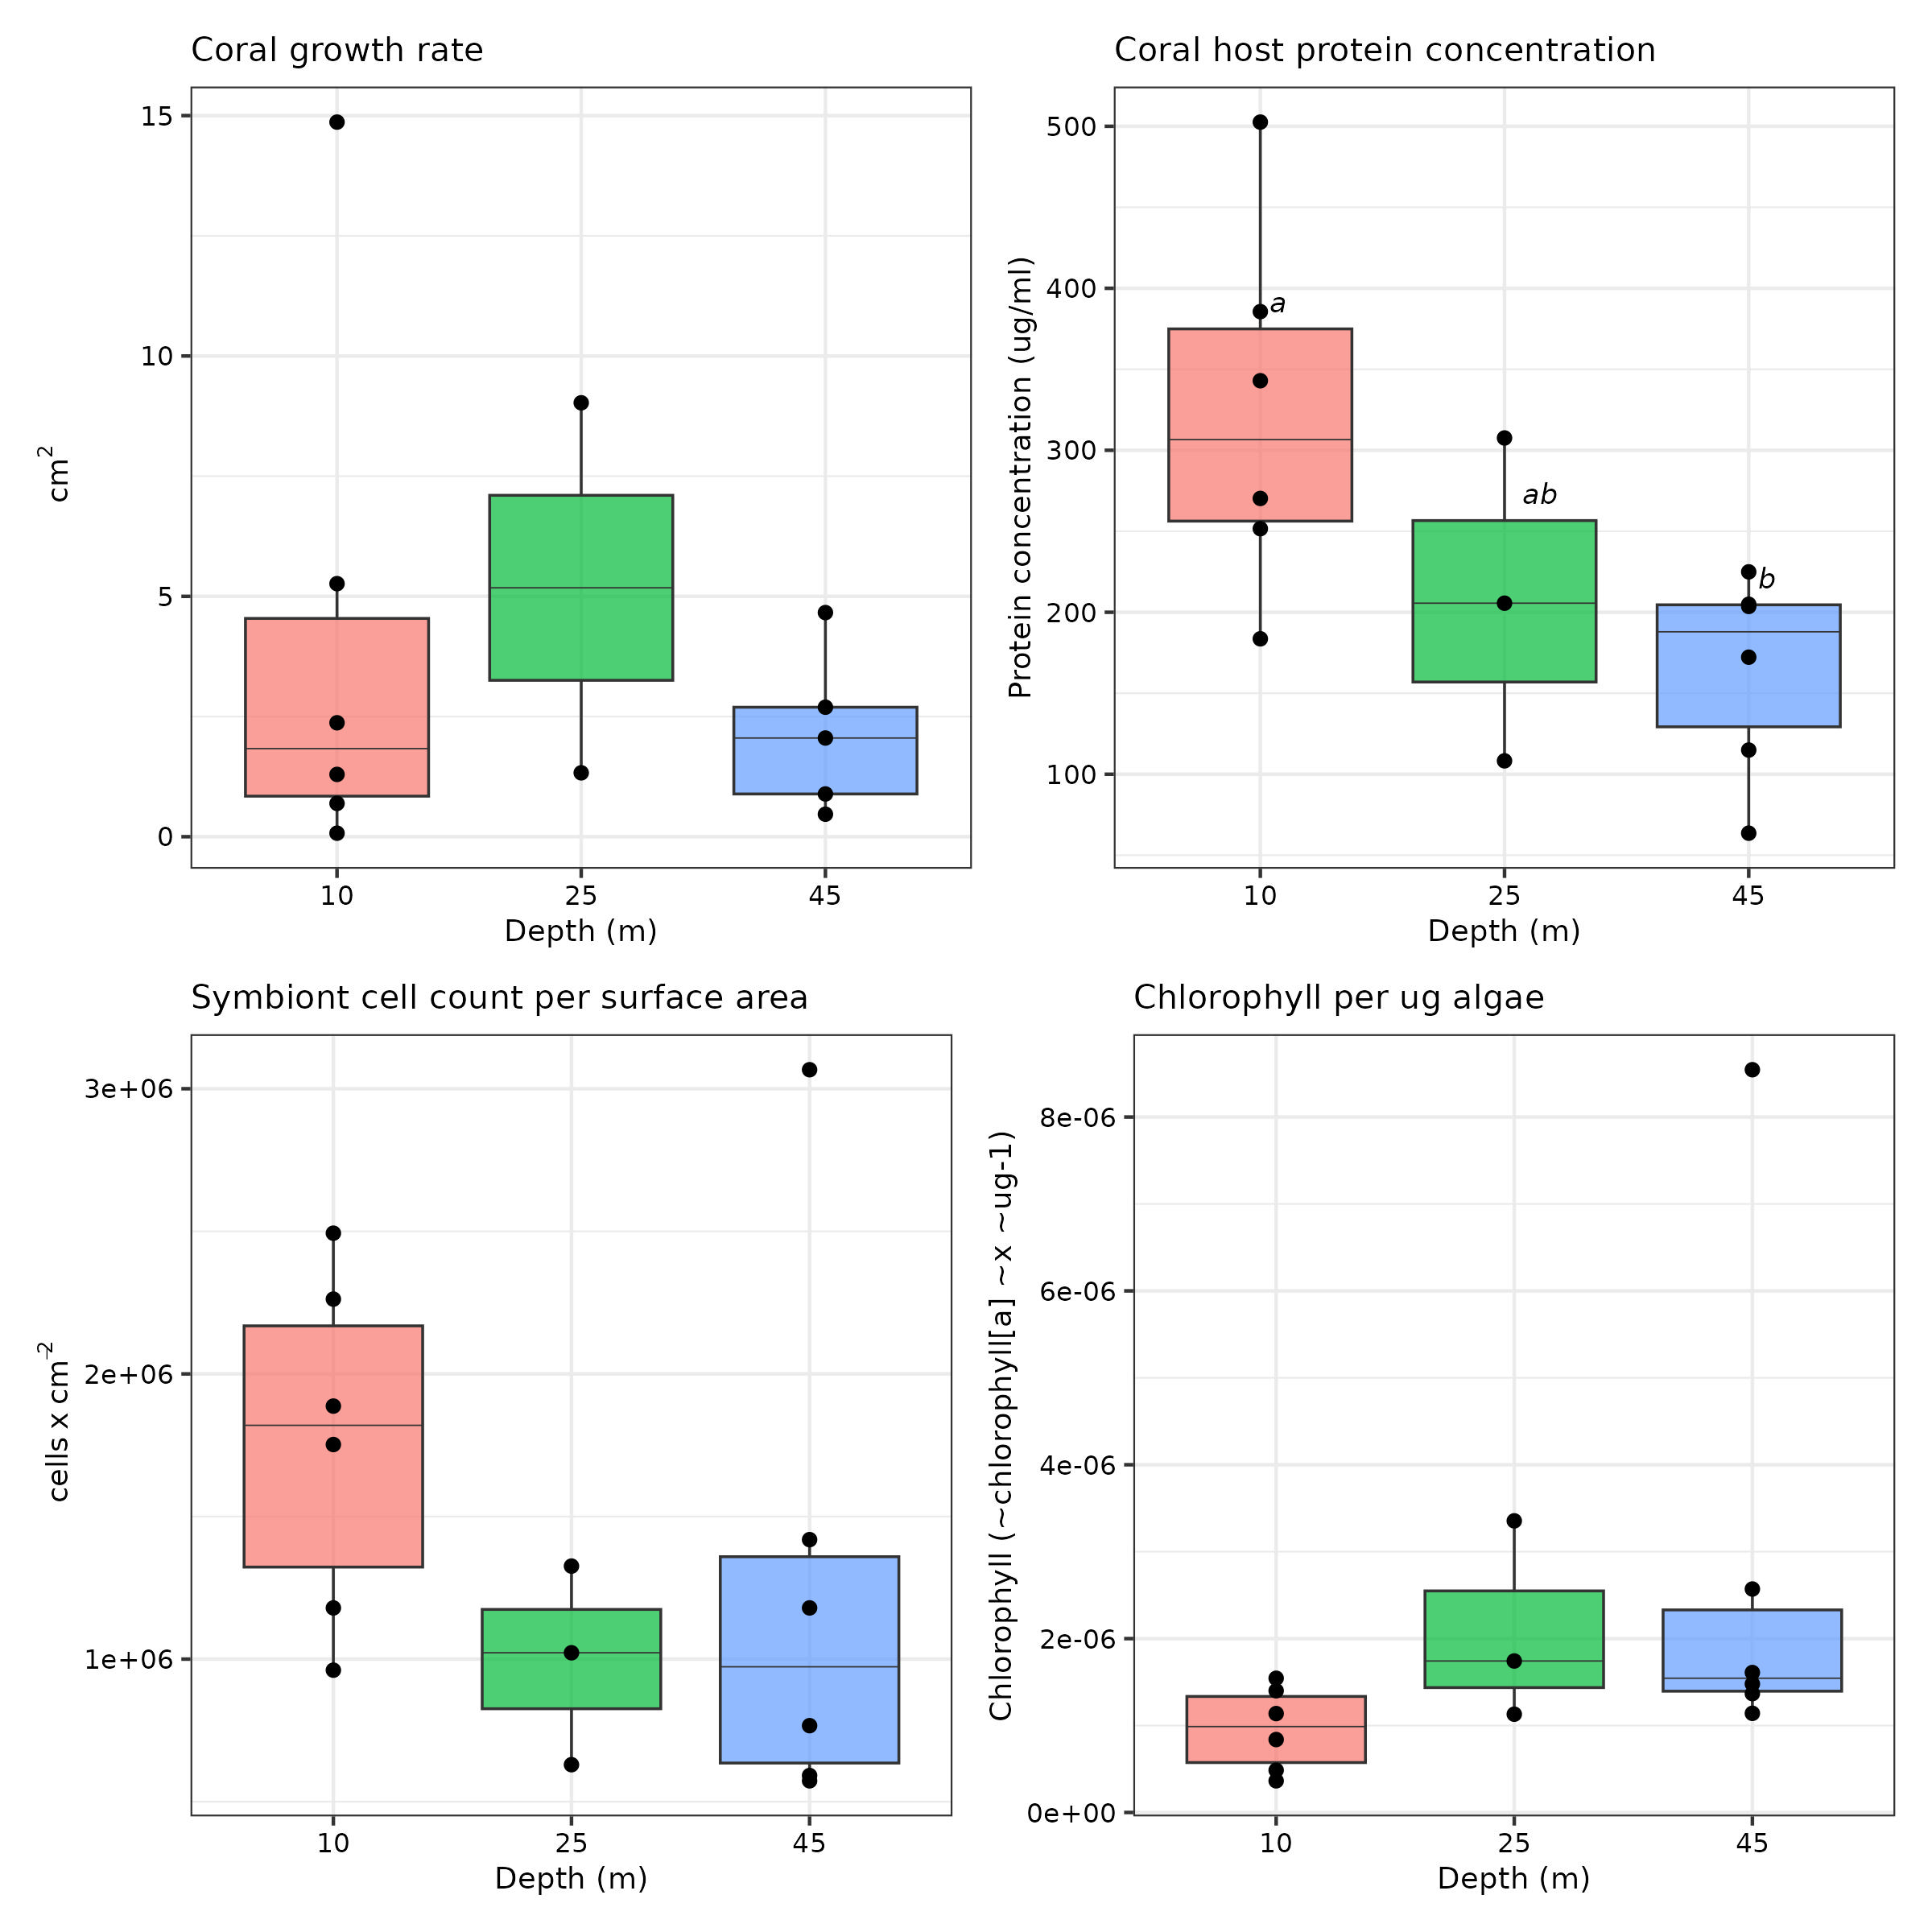 Coral growth rate
cm²
15
10
5
0
10 25 45
Depth (m)
Coral host protein concentration
Protein concentration (ug/ml)
500
400
300
200
100
a
ab
b
10 25 45
Depth (m)
Symbiont cell count per surface area
cells x cm⁻²
3e+06
2e+06
1e+06
10 25 45
Depth (m)
Chlorophyll per ug algae
Chlorophyll (~chlorophyll[a] ~x ~ug-1)
8e-06
6e-06
4e-06
2e-06
0e+00
10 25 45
Depth (m)